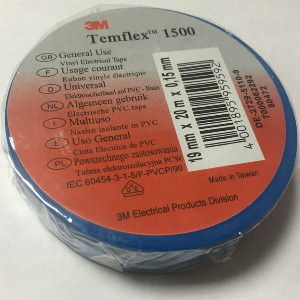 3M
Temflex™ 1500
GB General Use
Vinyl Electrical Tape
F Usage courant
Ruban vinyle électrique
D Universal
Elektroisolierband auf PVC - Basis
NL Algemeen gebruik
Electrische PVC tape
I Multiuso
Nastro isolante in PVC
E Uso General
Cinta Electrica de PVC
PL Powszechnego zastosowania
Taśma elektroizolacyjna PCW
IEC 60454-3-1-5/F-PVCP/90
3M Electrical Products Division
19 mm x 20 m x ,15 mm
Made in Taiwan